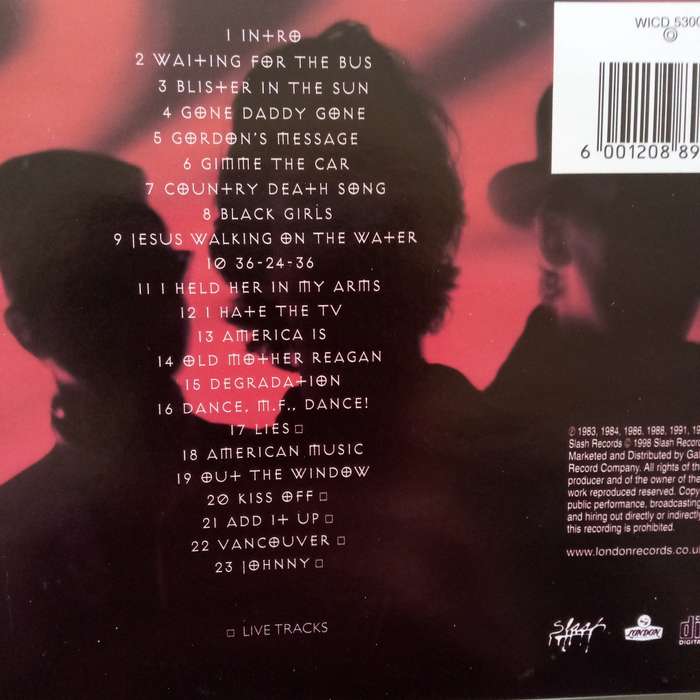 1 INTRO
2 WAITING FOR THE BUS
3 BLISTER IN THE SUN
4 GONE DADDY GONE
5 GORDON'S MESSAGE
6 GIMME THE CAR
7 COUNTRY DEATH SONG
8 BLACK GIRLS
9 JESUS WALKING ON THE WATER
10 36-24-36
11 I HELD HER IN MY ARMS
12 I HATE THE TV
13 AMERICA IS
14 OLD MOTHER REAGAN
15 DEGRADATION
16 DANCE, M.F., DANCE!
17 LIES □
18 AMERICAN MUSIC
19 OUT THE WINDOW
20 KISS OFF □
21 ADD IT UP □
22 VANCOUVER □
23 JOHNNY □
□ LIVE TRACKS
WICD 5300
©
6 001208 89
℗ 1983, 1984, 1986, 1988, 1991, 19
Slash Records © 1998 Slash Record
Marketed and Distributed by Gal
Record Company. All rights of th
producer and of the owner of the
work reproduced reserved. Copy
public performance, broadcasting
and hiring out directly or indirectly
this recording is prohibited.
www.londonrecords.co.uk
Slash
LONDON
DIGITA